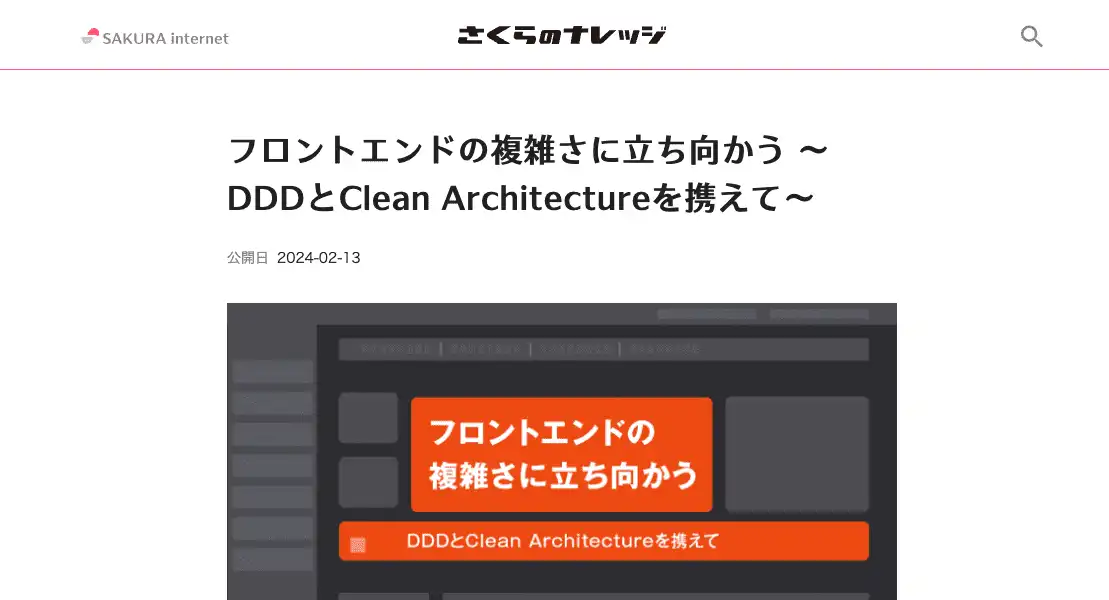 SAKURA internet
さくらのナレッジ
フロントエンドの複雑さに立ち向かう 〜
DDDとClean Architectureを携えて〜
公開日 2024-02-13
フロントエンドの
複雑さに立ち向かう
DDDとClean Architectureを携えて